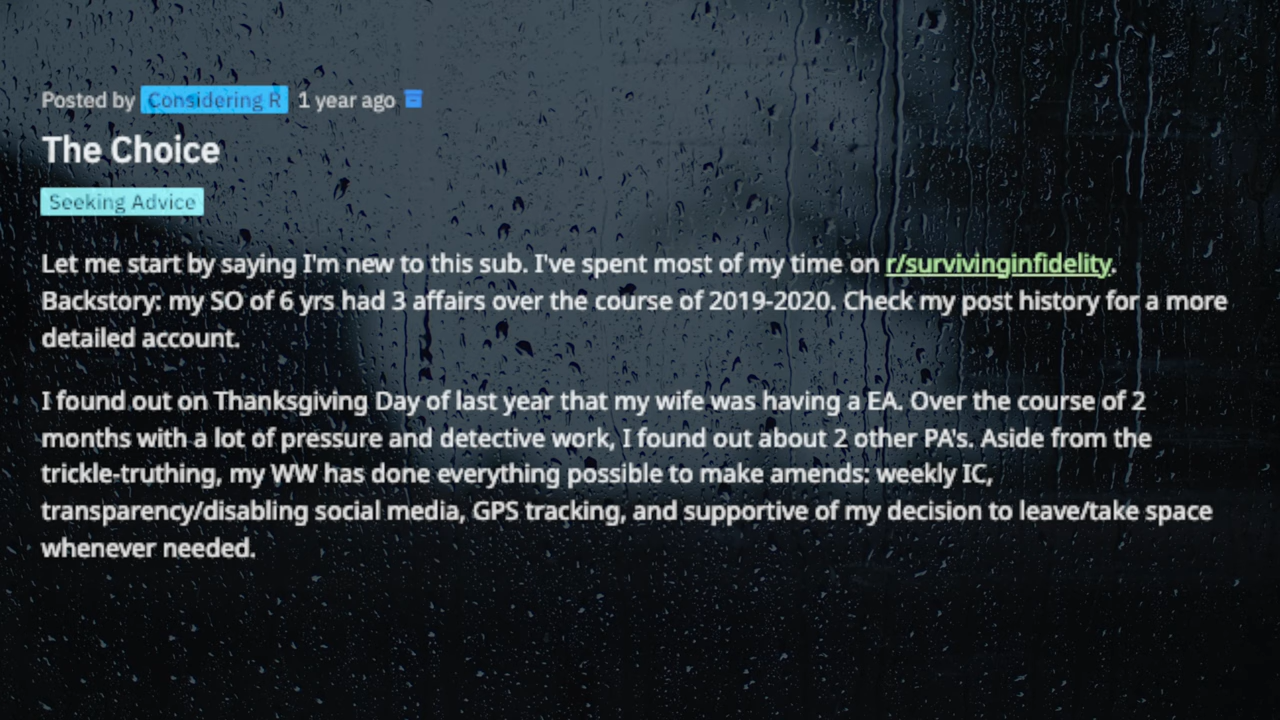 Posted by Considering R 1 year ago
The Choice
Seeking Advice
Let me start by saying I'm new to this sub. I've spent most of my time on r/survivinginfidelity.
Backstory: my SO of 6 yrs had 3 affairs over the course of 2019-2020. Check my post history for a more
detailed account.
I found out on Thanksgiving Day of last year that my wife was having a EA. Over the course of 2
months with a lot of pressure and detective work, I found out about 2 other PA's. Aside from the
trickle-truthing, my WW has done everything possible to make amends: weekly IC,
transparency/disabling social media, GPS tracking, and supportive of my decision to leave/take space
whenever needed.